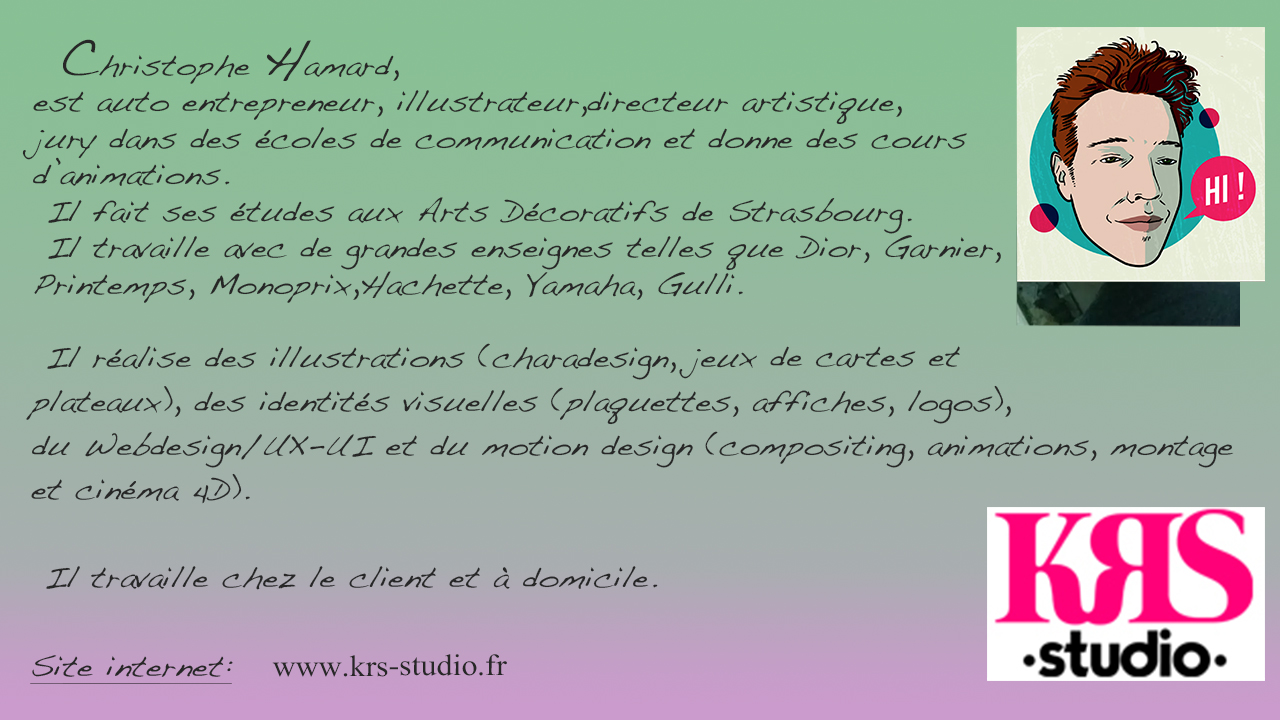 Christophe Hamard,
est auto entrepreneur, illustrateur,directeur artistique,
jury dans des écoles de communication et donne des cours
d'animations.
Il fait ses études aux Arts Décoratifs de Strasbourg.
Il travaille avec de grandes enseignes telles que Dior, Garnier,
Printemps, Monoprix,Hachette, Yamaha, Gulli.
HI !
Il réalise des illustrations (charadesign, jeux de cartes et
plateaux), des identités visuelles (plaquettes, affiches, logos),
du Webdesign/UX-UI et du motion design (compositing, animations, montage
et cinéma 4D).
Il travaille chez le client et à domicile.
Site internet: www.krs-studio.fr
KRS
•studio•